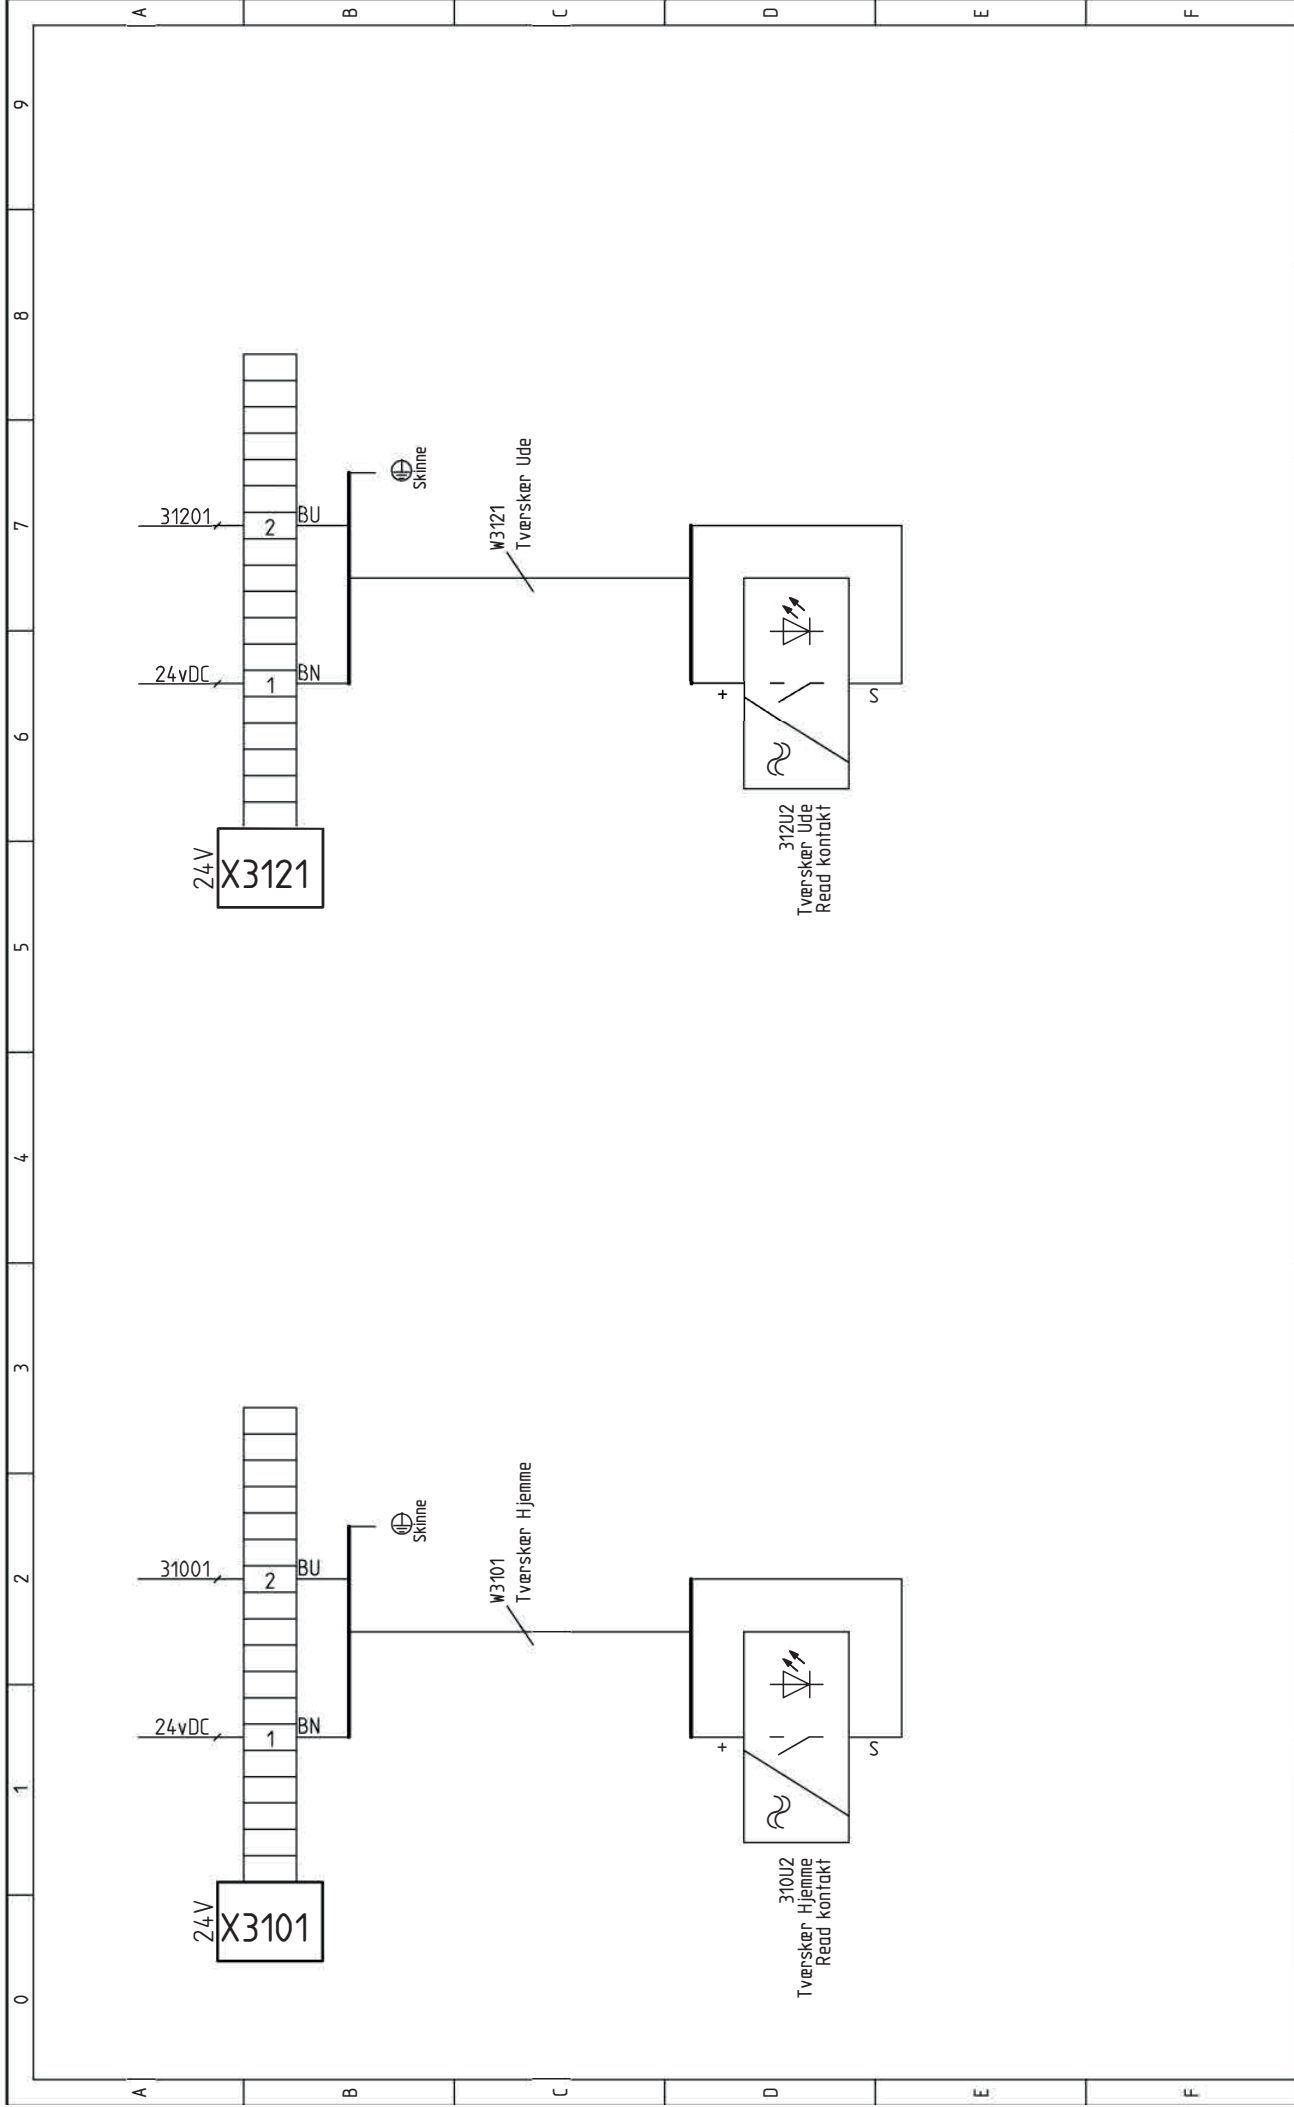 0
1
2
3
4
5
6
7
8
9
A
A
B
B
C
C
D
D
E
E
F
F
24V
X3101
24vDC
31001
1
2
BN
BU
Skinne
W3101
Tværskær Hjemme
+
S
310U2
Tværskær Hjemme
Read kontakt
24V
X3121
24vDC
31201
1
2
BN
BU
Skinne
W3121
Tværskær Ude
+
S
312U2
Tværskær Ude
Read kontakt